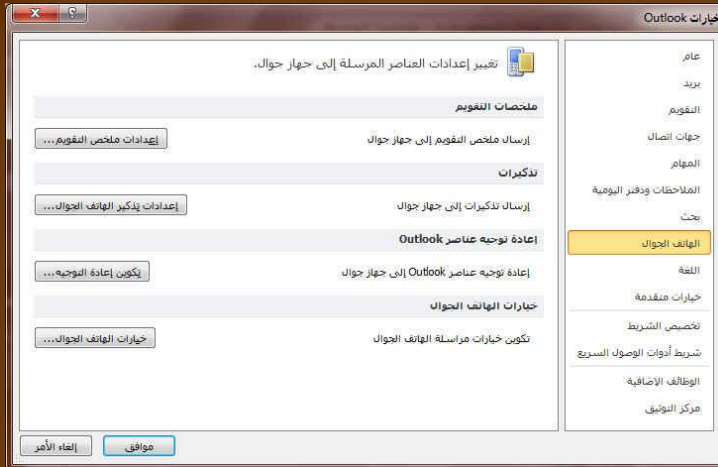 خيارات Outlook
عام
بريد
التقويم
جهات اتصال
المهام
الملاحظات ودفتر اليومية
بحث
الهاتف الجوال
اللغة
خيارات متقدمة
تخصيص الشريط
شريط أدوات الوصول السريع
الوظائف الإضافية
مركز التوثيق
تغيير إعدادات العناصر المرسلة إلى جهاز جوال.
ملخصات التقويم
إرسال ملخص التقويم إلى جهاز جوال
إعدادات ملخص التقويم...
تذكيرات
إرسال تذكيرات إلى جهاز جوال
إعدادات تذكير الهاتف الجوال...
إعادة توجيه عناصر Outlook
إعادة توجيه عناصر Outlook إلى جهاز جوال
تكوين إعادة التوجيه...
خيارات الهاتف الجوال
تكوين خيارات مراسلة الهاتف الجوال
خيارات الهاتف الجوال...
موافق
إلغاء الأمر